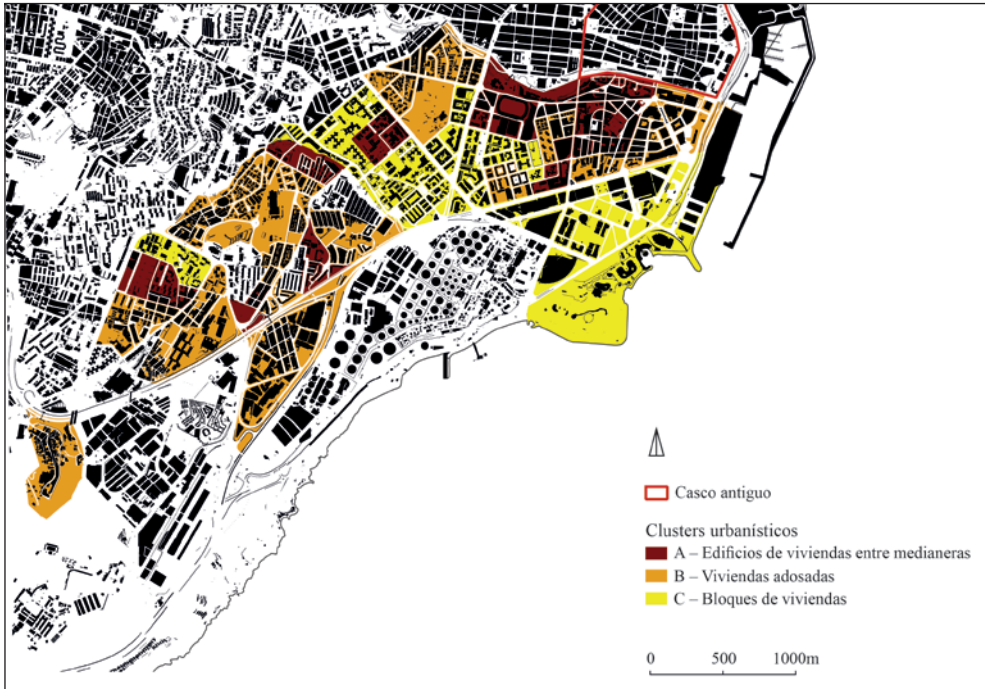 Casco antiguo
Clusters urbanísticos
A – Edificios de viviendas entre medianeras
B – Viviendas adosadas
C – Bloques de viviendas
0 500 1000m